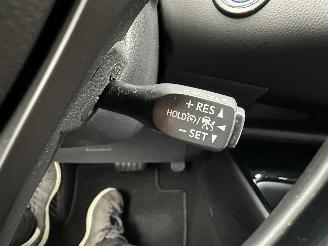 + RES ▲
HOLD /
− SET ▼